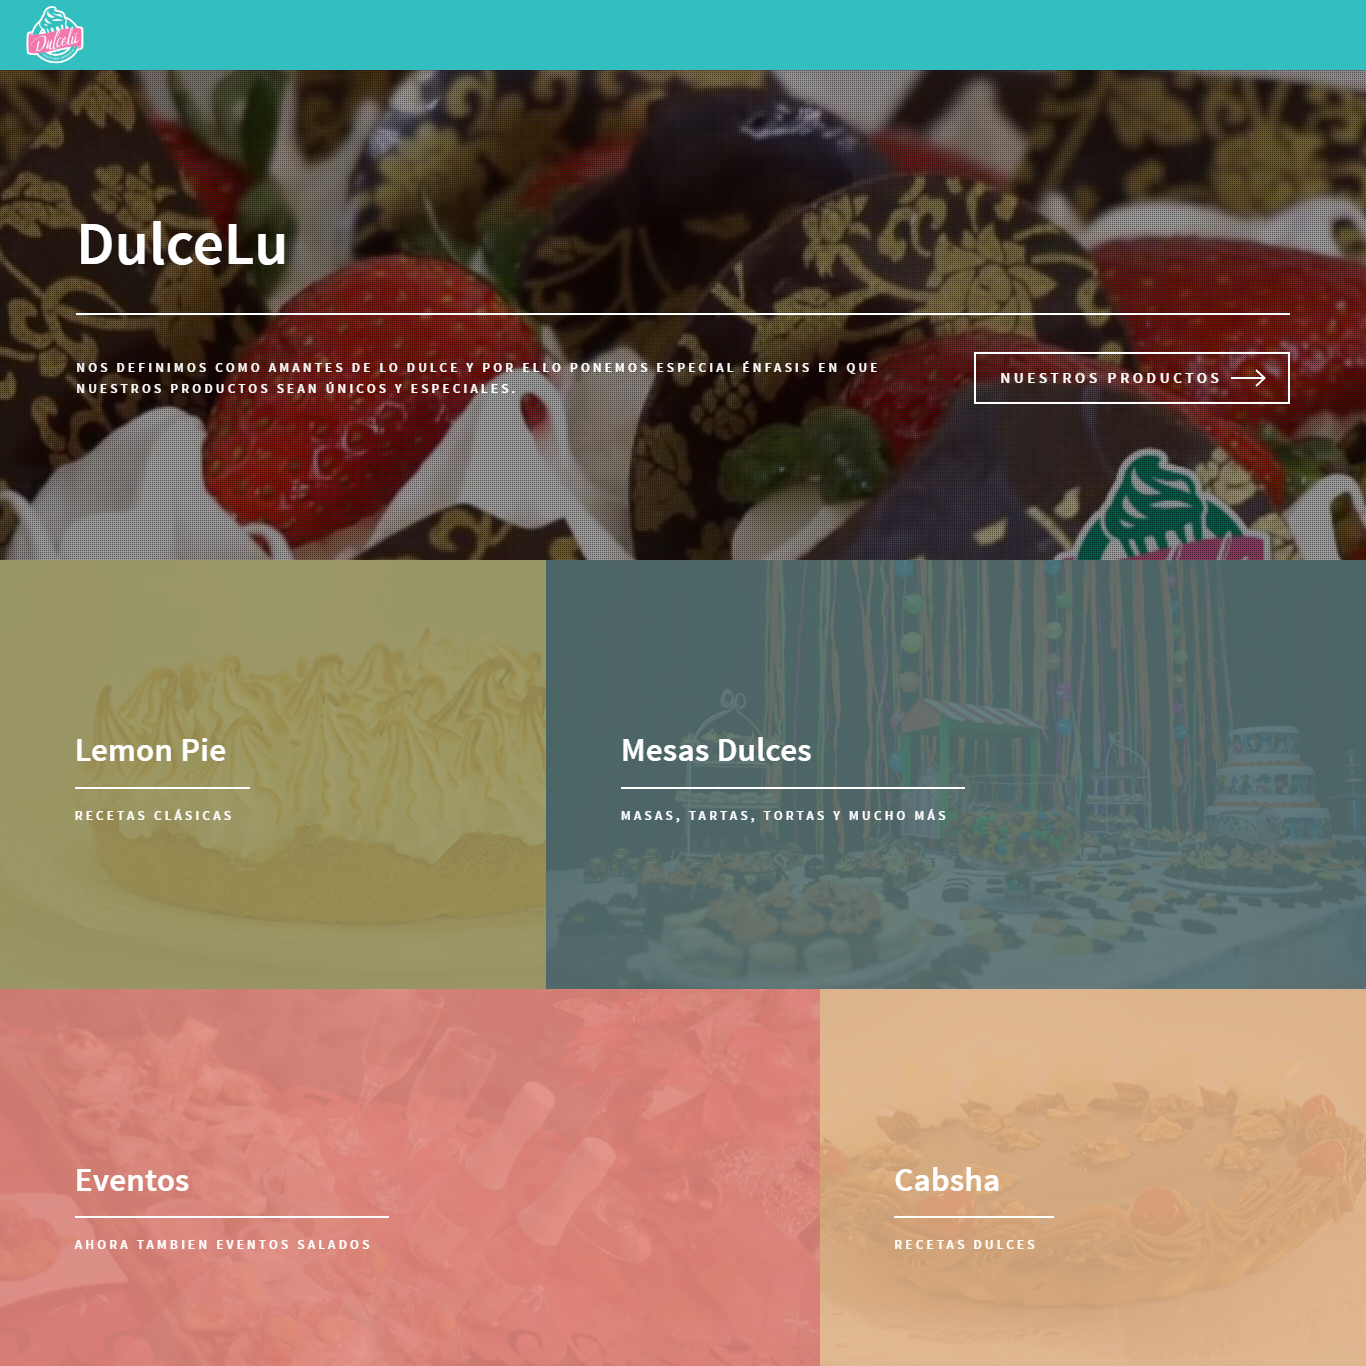 Dulcelú
DulceLu
NOS DEFINIMOS COMO AMANTES DE LO DULCE Y POR ELLO PONEMOS ESPECIAL ÉNFASIS EN QUE
NUESTROS PRODUCTOS SEAN ÚNICOS Y ESPECIALES.
NUESTROS PRODUCTOS
Lemon Pie
RECETAS CLÁSICAS
Mesas Dulces
MASAS, TARTAS, TORTAS Y MUCHO MÁS
Eventos
AHORA TAMBIEN EVENTOS SALADOS
Cabsha
RECETAS DULCES